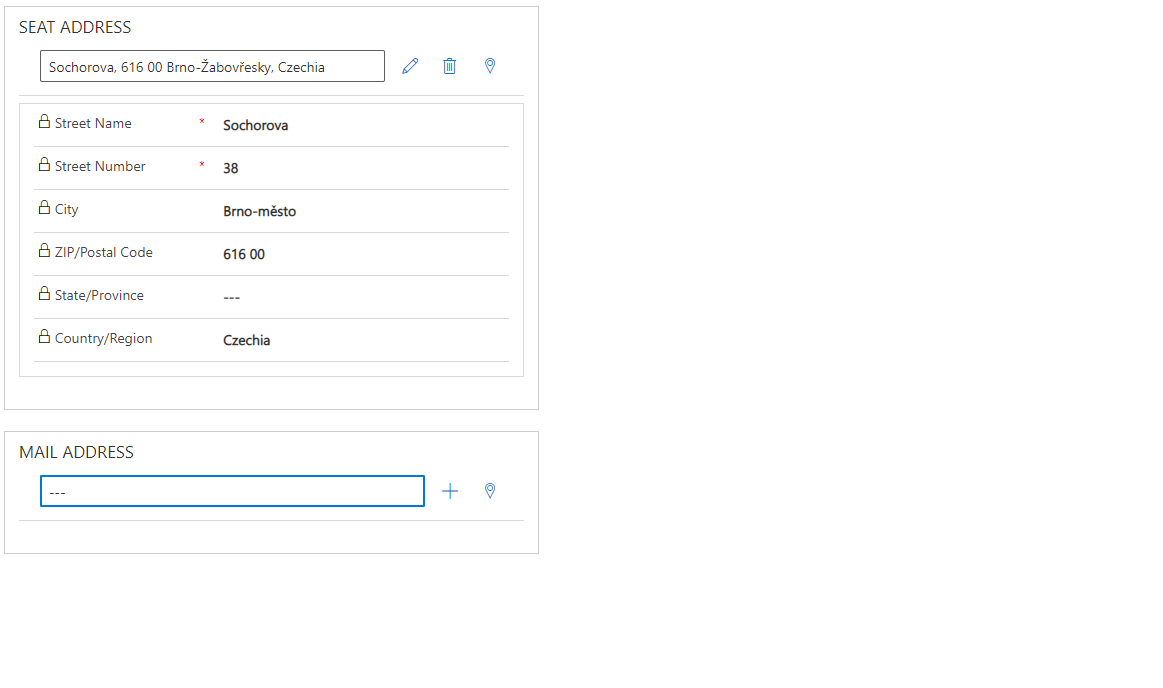 SEAT ADDRESS
Sochorova, 616 00 Brno-Žabovřesky, Czechia
Street Name * Sochorova
Street Number * 38
City Brno-město
ZIP/Postal Code 616 00
State/Province ---
Country/Region Czechia
MAIL ADDRESS
---